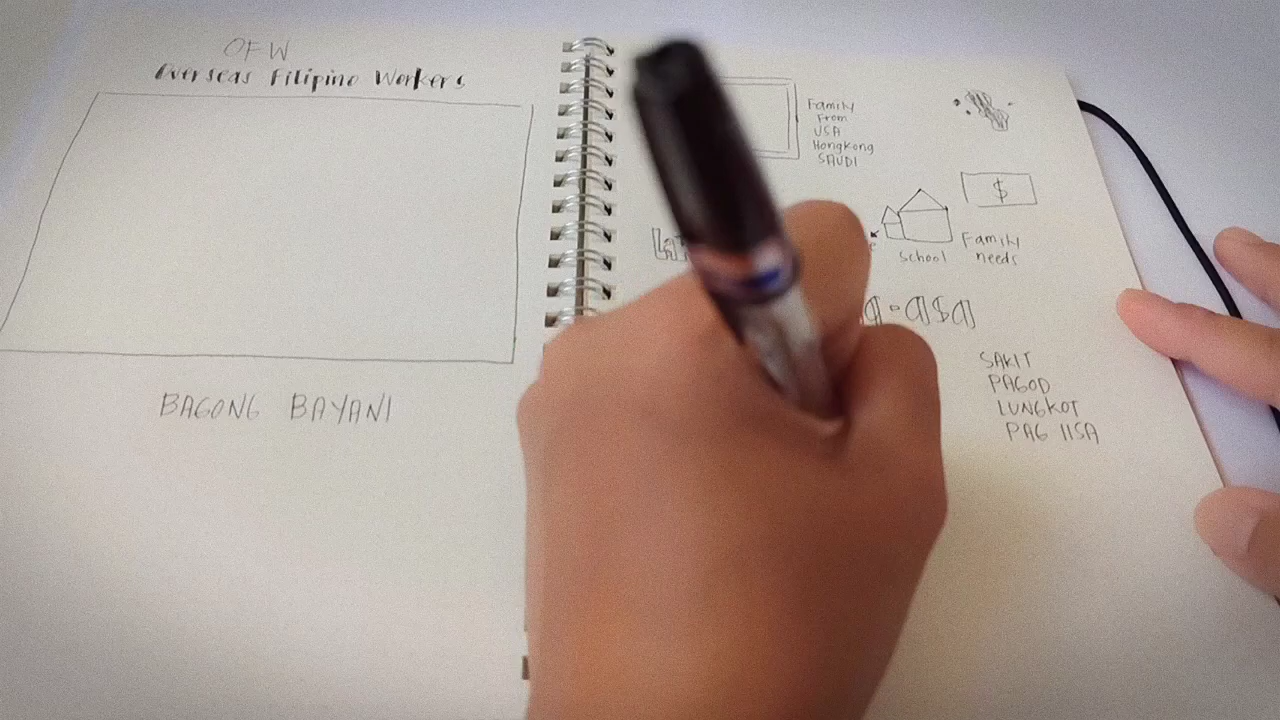 OFW
Overseas Filipino Workers
BAGONG BAYANI
Family
From
USA
Hongkong
SAUDI
$
school
Family
needs
SAKIT
PAGOD
LUNGKOT
PAG IISA